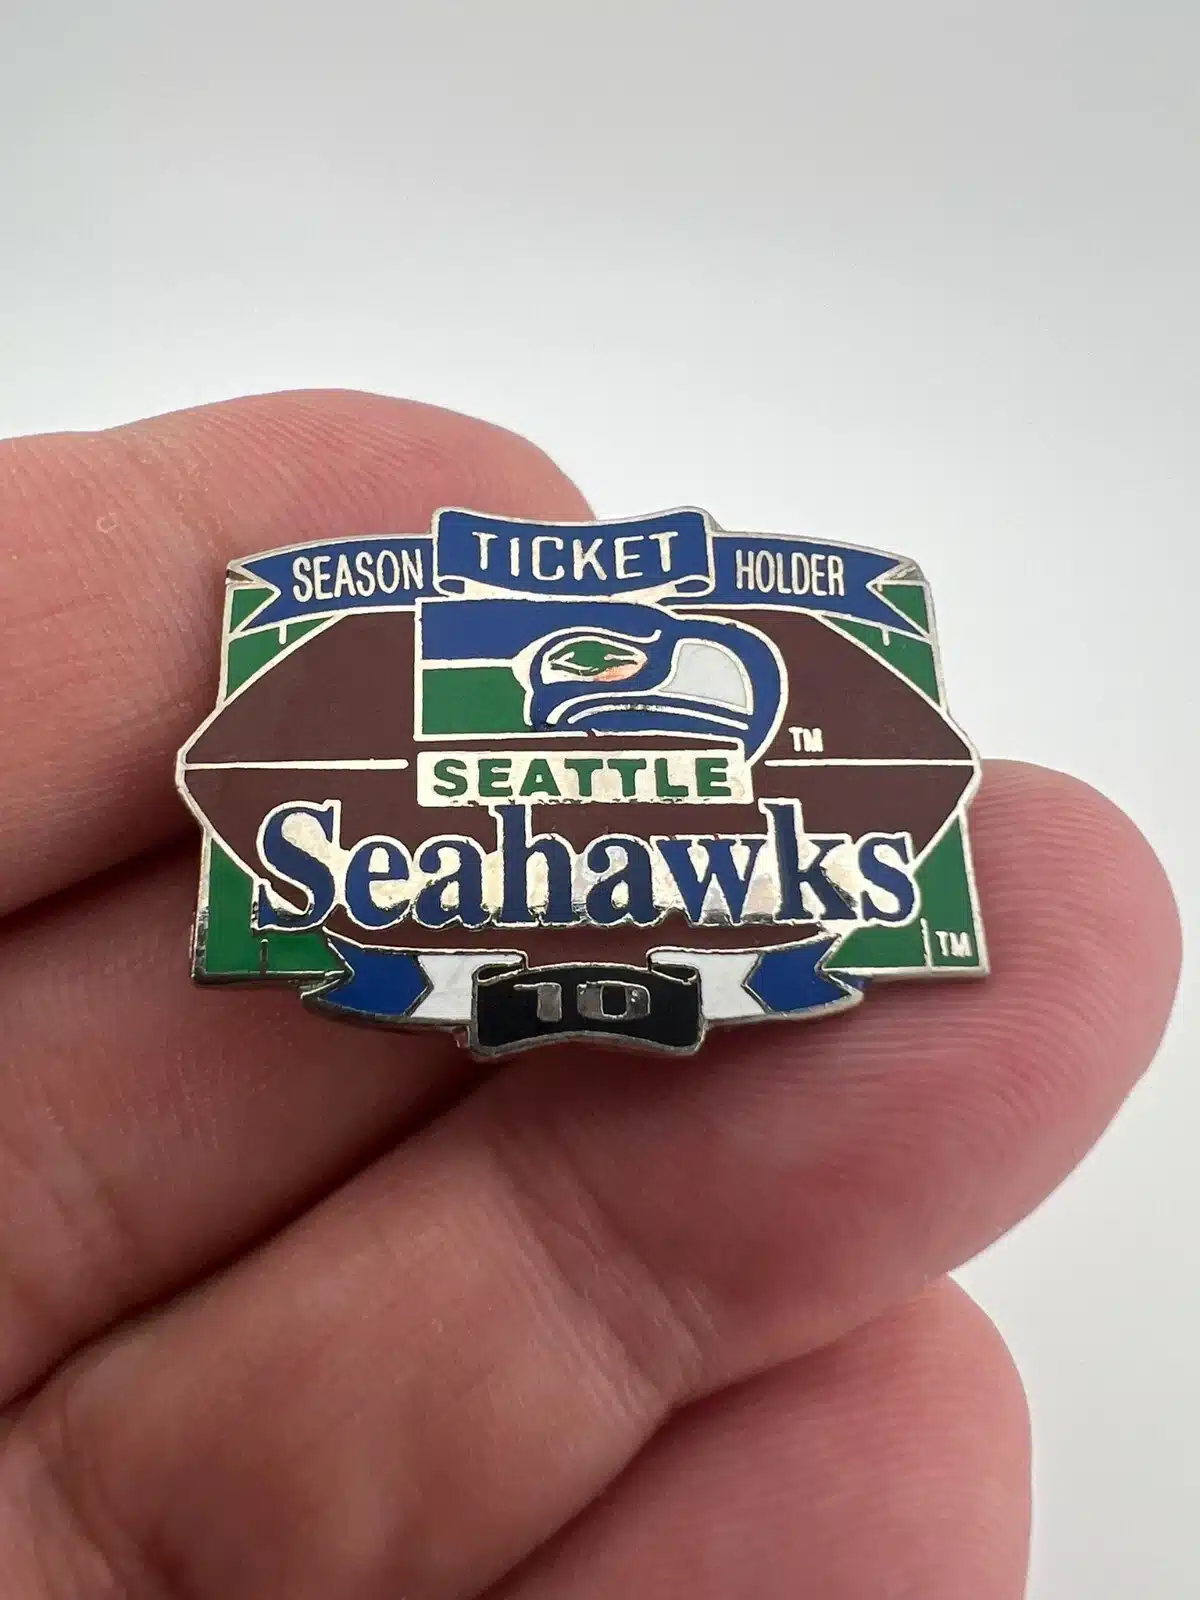 SEASON TICKET HOLDER
TM
SEATTLE
Seahawks
TM
10